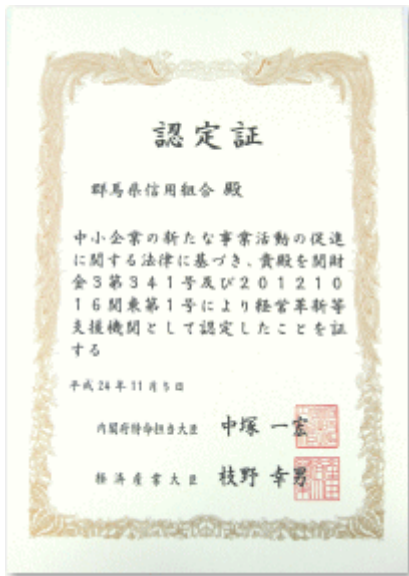 認定証
群馬県信用組合 殿
中小企業の新たな事業活動の促進
に関する法律に基づき、貴殿を関財
金3第341号及び201210
16関東第1号により経営革新等
支援機関として認定したことを証
する
平成24年11月5日
内閣府特命担当大臣 中塚 一宏
経済産業大臣 枝野 幸男